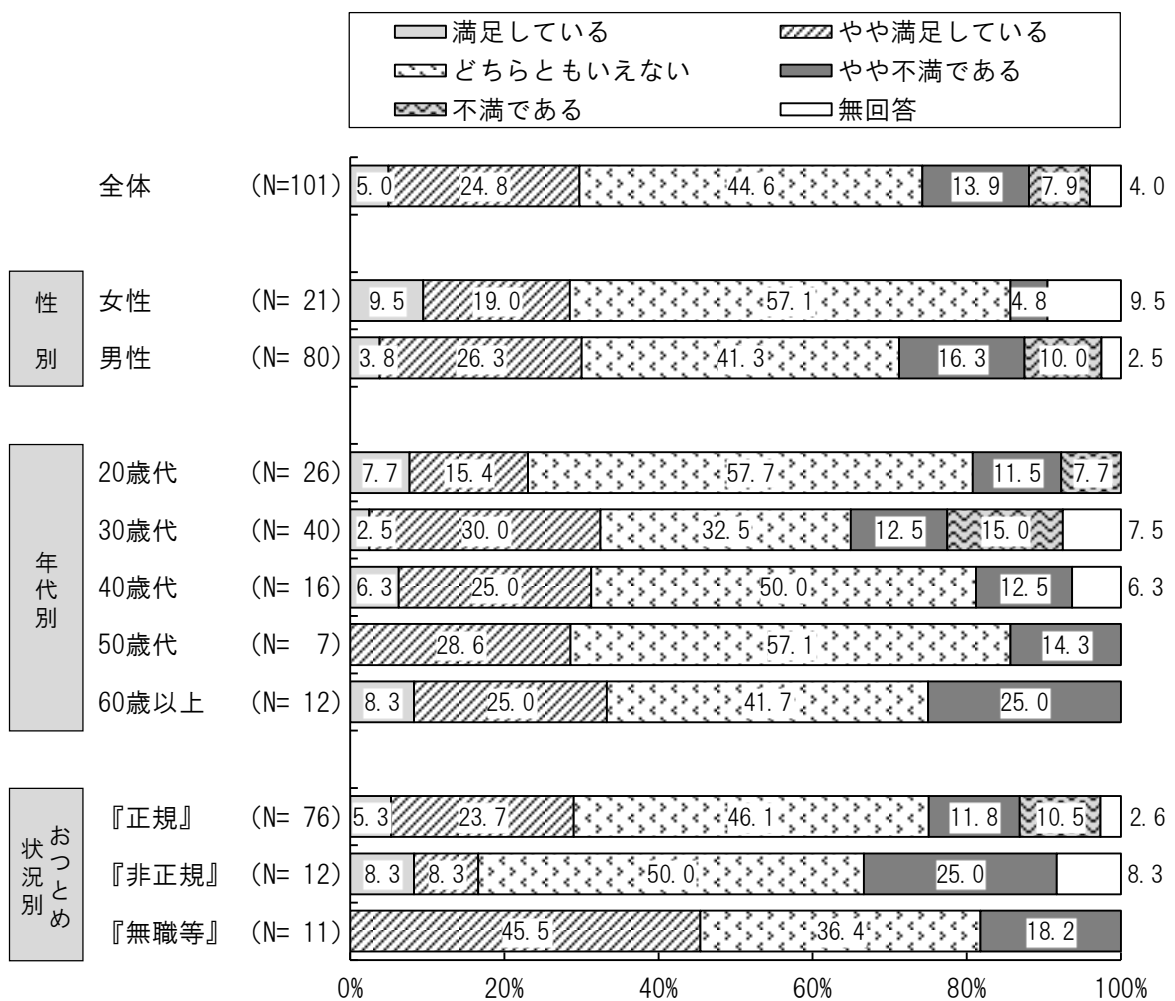 満足している やや満足している
どちらともいえない やや不満である
不満である 無回答
全体 (N=101) 5.0 24.8 44.6 13.9 7.9 4.0
性別
女性 (N= 21) 9.5 19.0 57.1 4.8 9.5
男性 (N= 80) 3.8 26.3 41.3 16.3 10.0 2.5
年代別
20歳代 (N= 26) 7.7 15.4 57.7 11.5 7.7
30歳代 (N= 40) 2.5 30.0 32.5 12.5 15.0 7.5
40歳代 (N= 16) 6.3 25.0 50.0 12.5 6.3
50歳代 (N= 7) 28.6 57.1 14.3
60歳以上 (N= 12) 8.3 25.0 41.7 25.0
おつとめ
状況別
『正規』 (N= 76) 5.3 23.7 46.1 11.8 10.5 2.6
『非正規』 (N= 12) 8.3 8.3 50.0 25.0 8.3
『無職等』 (N= 11) 45.5 36.4 18.2
0% 20% 40% 60% 80% 100%